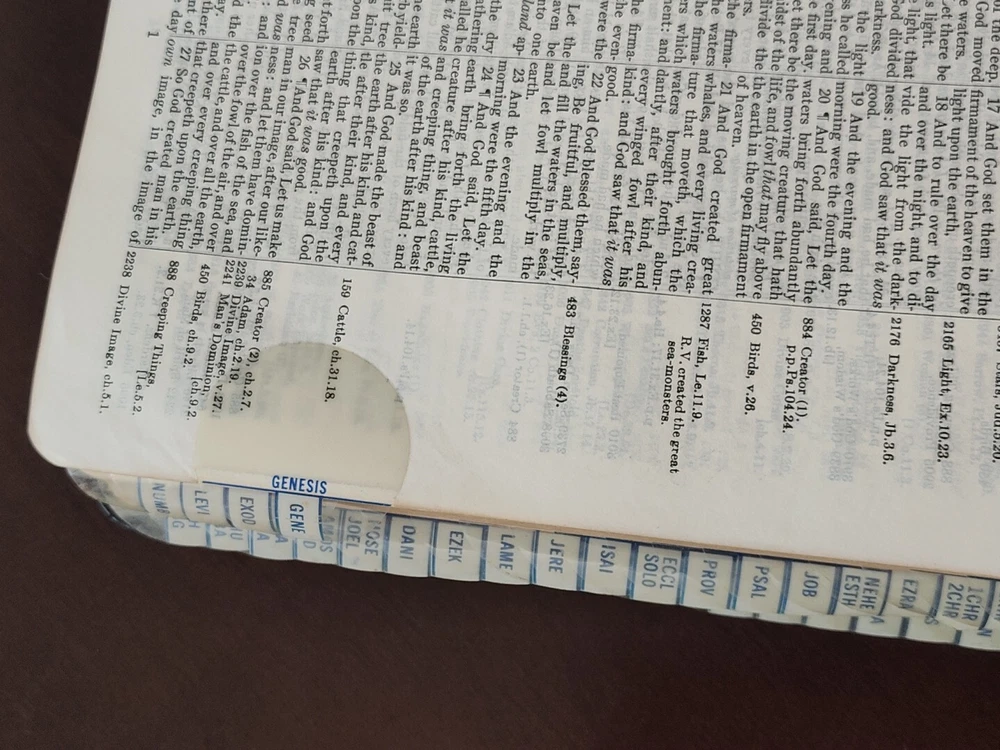 the deep.
God moved
e waters.
et there be
s light.
light, that
God divided
arkness.
the light
ss he called
ening and
e first day.
et there be
idst of the
divide the
firma-
waters
which
and
he firma-
he even-
were the
Let the
aven be
nto one
land ap-
the dry
athering
alled he
it was
he earth
yield-
it tree
kind,
pon the
st forth
seed
tree
and
was
17 And God set them in the
firmament of the heaven to give
light upon the earth,
18 And to rule over the day
and over the night, and to di-
vide the light from the dark-
ness: and God saw that it was
good.
19 And the evening and the
morning were the fourth day.
20 ¶ And God said, Let the
waters bring forth abundantly
the moving creature that hath
life, and fowl that may fly above
the earth in the open firmament
of heaven.
21 And God created great
whales, and every living crea-
ture that moveth, which the
waters brought forth abun-
dantly, after their kind, and
every winged fowl after his
kind: and God saw that it was
good.
22 And God blessed them, say-
ing, Be fruitful, and multiply,
and fill the waters in the seas,
and let fowl multiply in the
earth.
23 And the evening and the
morning were the fifth day.
24 ¶ And God said, Let the
earth bring forth the living
creature after his kind, cattle,
and creeping thing, and beast
of the earth after his kind: and
it was so.
25 And God made the beast of
the earth after his kind, and cat-
tle after their kind, and every
thing that creepeth upon the
earth after his kind: and God
saw that it was good.
26 ¶ And God said, Let us make
man in our image, after our like-
ness: and let them have domin-
ion over the fish of the sea, and
over the fowl of the air, and over
the cattle, and over all the earth,
and over every creeping thing
that creepeth upon the earth.
27 So God created man in his
own image, in the image of
1
2165 Light, Ex.10.23.
2176 Darkness, Jb.3.6.
884 Creator (1).
p.p.Ps.104.24.
450 Birds, v.26.
1287 Fish, Le.11.9.
R.V. created the great
sea-monsters.
483 Blessings (4).
159 Cattle, ch.31.18.
885 Creator (2), ch.2.7.
34 Adam, ch.2.19.
2239 Divine Image, v.27.
2241 Man's Dominion,
[ch.9.2.
450 Birds, ch.9.2.
888 Creeping Things,
[Le.5.2.
2238 Divine Image, ch.5.1.
GENESIS
NUM
LEVI
EXOD
GENE
AMOS
JOEL
HOSE
DANI
EZEK
LAME
JERE
ISAI
ECCL
SOLO
PROV
PSAL
JOB
NEHE
ESTH
EZRA
1CHR
2CHR